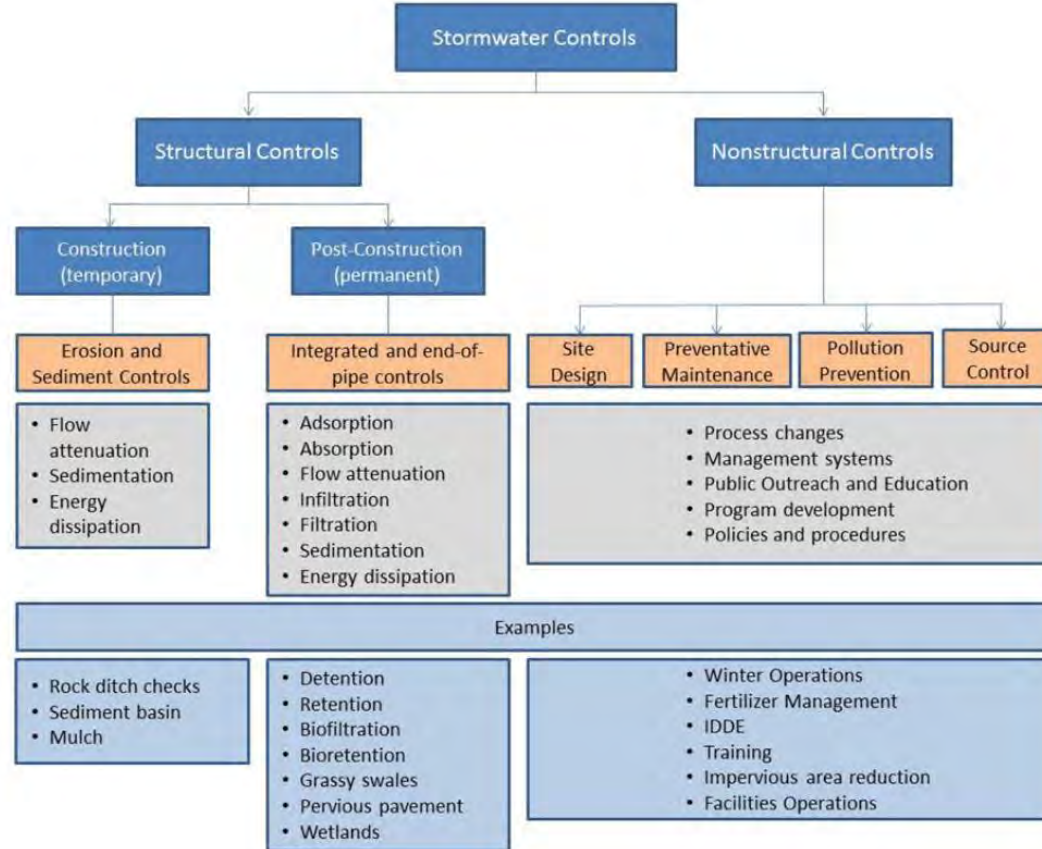 Stormwater Controls
Structural Controls
Nonstructural Controls
Construction
(temporary)
Post-Construction
(permanent)
Erosion and
Sediment Controls
Integrated and end-of-
pipe controls
Site
Design
Preventative
Maintenance
Pollution
Prevention
Source
Control
• Flow
attenuation
• Sedimentation
• Energy
dissipation
• Adsorption
• Absorption
• Flow attenuation
• Infiltration
• Filtration
• Sedimentation
• Energy dissipation
• Process changes
• Management systems
• Public Outreach and Education
• Program development
• Policies and procedures
Examples
• Rock ditch checks
• Sediment basin
• Mulch
• Detention
• Retention
• Biofiltration
• Bioretention
• Grassy swales
• Pervious pavement
• Wetlands
• Winter Operations
• Fertilizer Management
• IDDE
• Training
• Impervious area reduction
• Facilities Operations